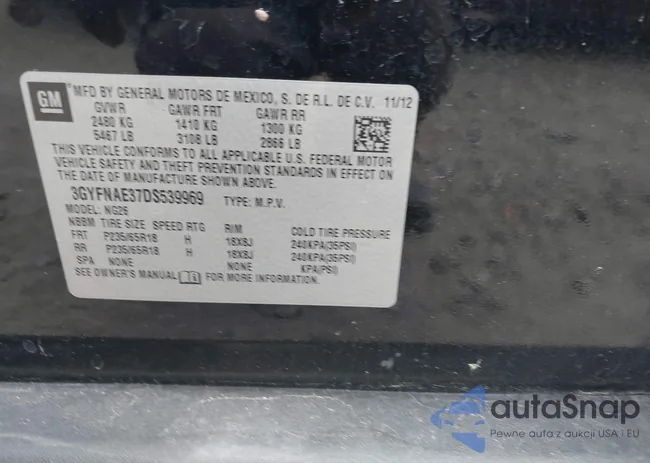 GM
MFD BY GENERAL MOTORS DE MEXICO, S. DE R.L. DE C.V. 11/12
GVWR GAWR FRT GAWR RR
2480 KG 1410 KG 1300 KG
5467 LB 3108 LB 2866 LB
THIS VEHICLE CONFORMS TO ALL APPLICABLE U.S. FEDERAL MOTOR
VEHICLE SAFETY AND THEFT PREVENTION STANDARDS IN EFFECT ON
THE DATE OF MANUFACTURE SHOWN ABOVE.
3GYFNAE37DS539969 TYPE: M.P.V.
MODEL: NG26
NBBM TIRE SIZE SPEED RTG RIM COLD TIRE PRESSURE
FRT P235/65R18 H 18X8J 240KPA(35PSI)
RR P235/65R18 H 18X8J 240KPA(35PSI)
SPA NONE NONE KPA(PSI)
SEE OWNER'S MANUAL FOR MORE INFORMATION.
autaSnap
Pewne auta z aukcji USA i EU